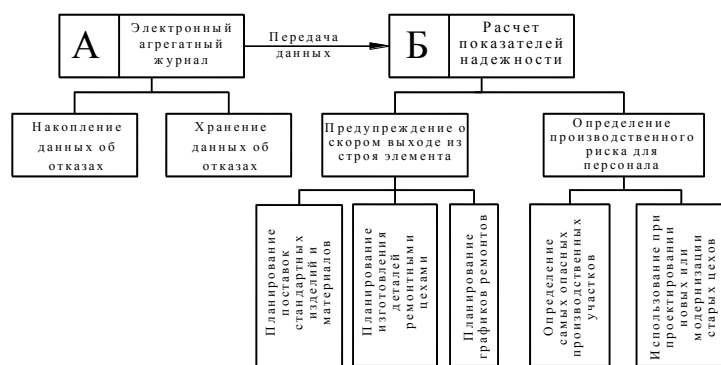 А
Электронный
агрегатный
журнал
Передача
данных
Б
Расчет
показателей
надежности
Накопление
данных об
отказах
Хранение
данных об
отказах
Предупреждение о
скором выходе из
строя элемента
Определение
производственного
риска для
персонала
Планирование
поставок
стандартных
изделий и
материалов
Планирование
изготовления
деталей
ремонтными
цехами
Планирование
графиков ремонтов
Определение
самых опасных
производственных
участков
Использование при
проектировании
новых или
модернизации
старых цехов